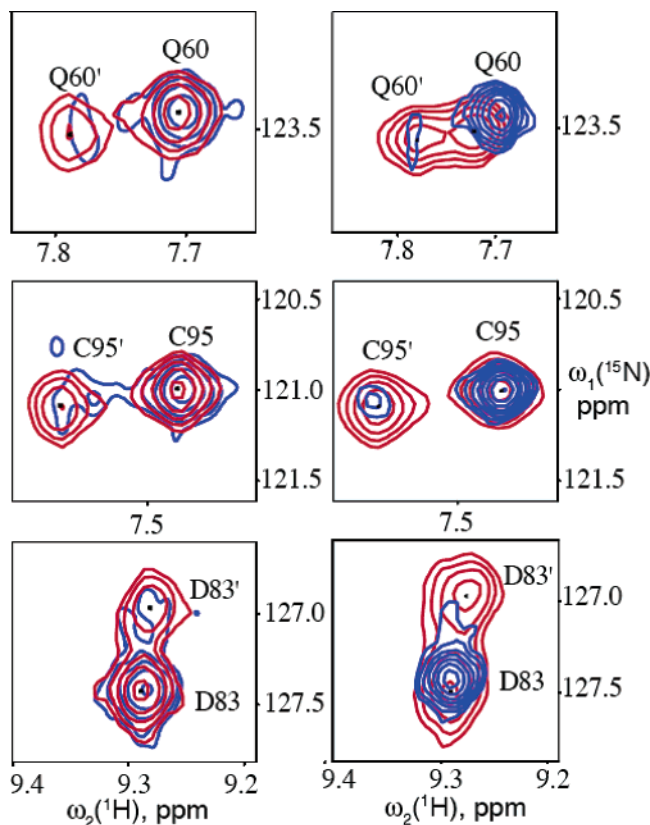 Q60' Q60
123.5
7.8 7.7
Q60' Q60
123.5
7.8 7.7
C95' C95
120.5
121.0
121.5
7.5
C95' C95
120.5
121.0
121.5
7.5
ω₁(¹⁵N)
ppm
D83'
D83
127.0
127.5
9.4 9.3 9.2
ω₂(¹H), ppm
D83'
D83
127.0
127.5
9.4 9.3 9.2
ω₂(¹H), ppm